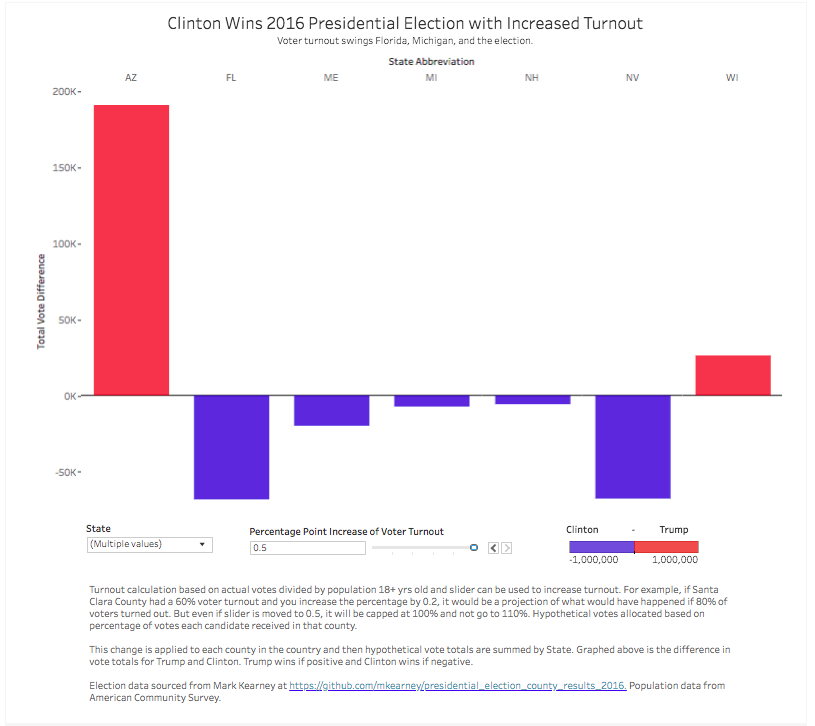 Clinton Wins 2016 Presidential Election with Increased Turnout
Voter turnout swings Florida, Michigan, and the election.
State Abbreviation
AZ FL ME MI NH NV WI
200K
150K
100K
50K
0K
-50K
Total Vote Difference
State
(Multiple values)
Percentage Point Increase of Voter Turnout
0.5
Clinton - Trump
-1,000,000 1,000,000
Turnout calculation based on actual votes divided by population 18+ yrs old and slider can be used to increase turnout. For example, if Santa
Clara County had a 60% voter turnout and you increase the percentage by 0.2, it would be a projection of what would have happened if 80% of
voters turned out. But even if slider is moved to 0.5, it will be capped at 100% and not go to 110%. Hypothetical votes allocated based on
percentage of votes each candidate received in that county.
This change is applied to each county in the country and then hypothetical vote totals are summed by State. Graphed above is the difference in
vote totals for Trump and Clinton. Trump wins if positive and Clinton wins if negative.
Election data sourced from Mark Kearney at https://github.com/mkearney/presidential_election_county_results_2016. Population data from
American Community Survey.